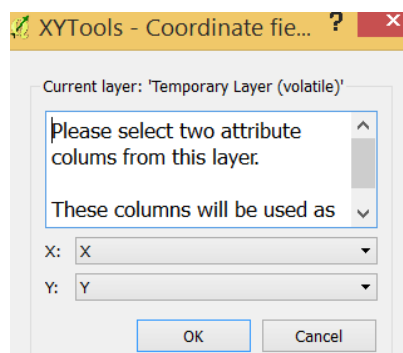 XYTools - Coordinate fie... ? ×
Current layer: 'Temporary Layer (volatile)'
Please select two attribute
colums from this layer.
These columns will be used as
X: X
Y: Y
OK Cancel